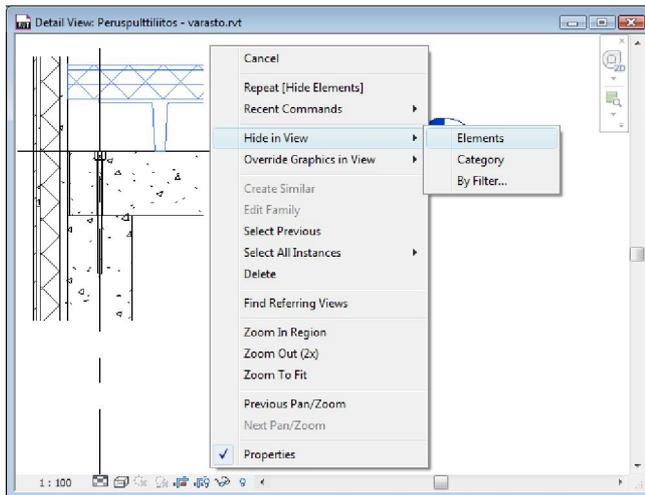 Detail View: Peruspulttiliitos - varasto.rvt
Cancel
Repeat [Hide Elements]
Recent Commands
Hide in View
Override Graphics in View
Create Similar
Edit Family
Select Previous
Select All Instances
Delete
Find Referring Views
Zoom In Region
Zoom Out (2x)
Zoom To Fit
Previous Pan/Zoom
Next Pan/Zoom
Properties
Elements
Category
By Filter...
2D
1 : 100